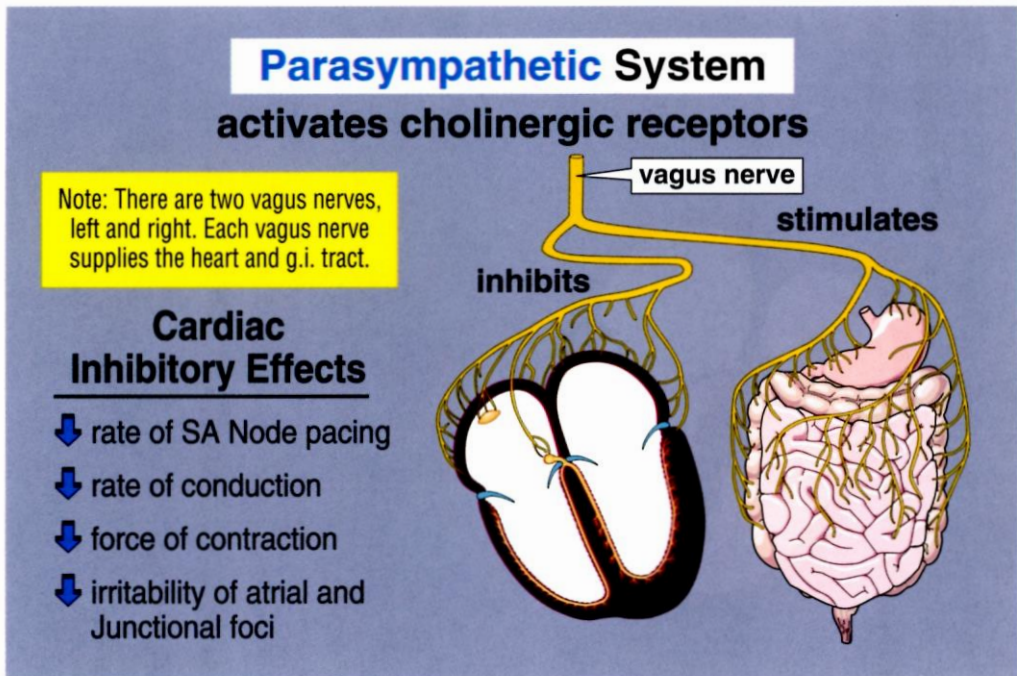 Parasympathetic System
activates cholinergic receptors
vagus nerve
Note: There are two vagus nerves,
left and right. Each vagus nerve
supplies the heart and g.i. tract.
stimulates
inhibits
Cardiac
Inhibitory Effects
rate of SA Node pacing
rate of conduction
force of contraction
irritability of atrial and
Junctional foci